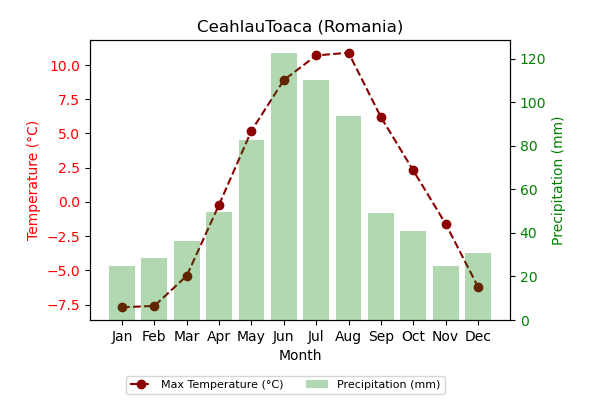 CeahlauToaca (Romania)
10.0
7.5
5.0
2.5
0.0
−2.5
−5.0
−7.5
Temperature (°C)
120
100
80
60
40
20
0
Precipitation (mm)
Jan Feb Mar Apr May Jun Jul Aug Sep Oct Nov Dec
Month
Max Temperature (°C) Precipitation (mm)